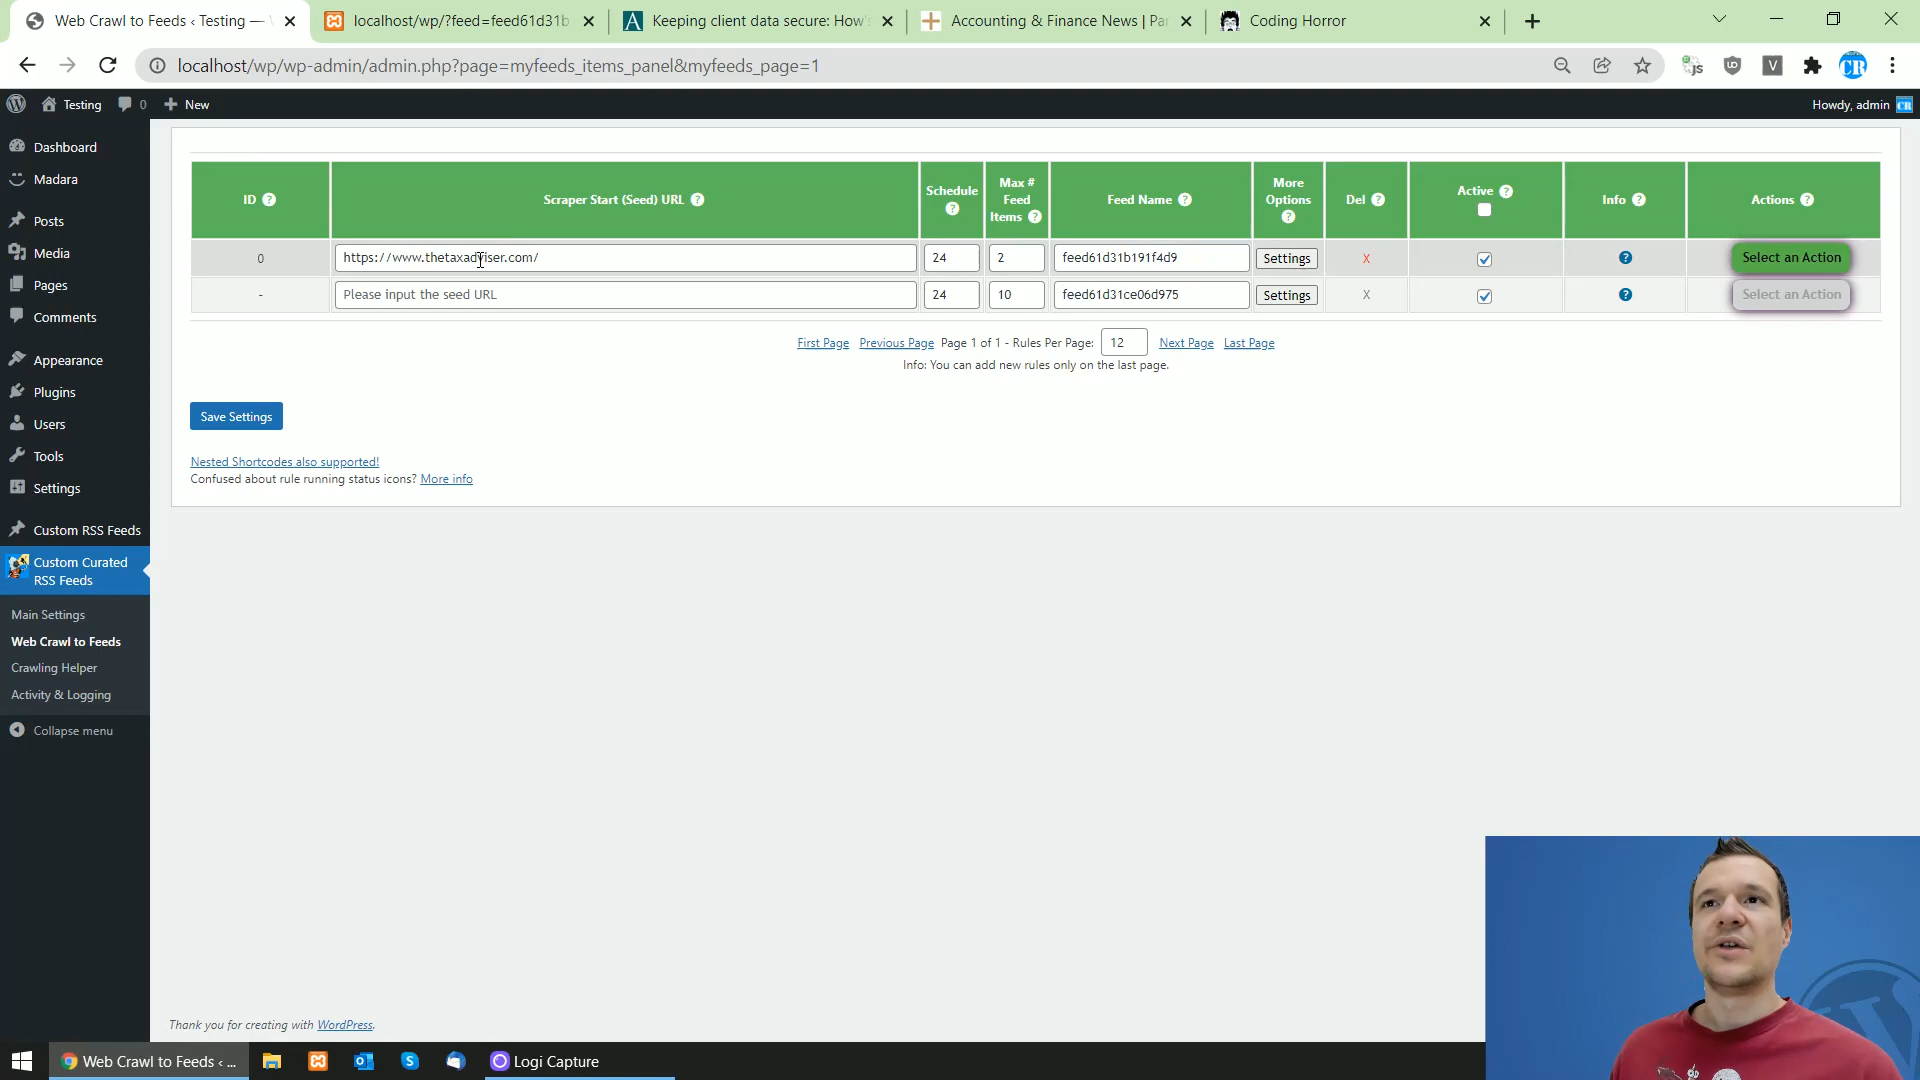 Web Crawl to Feeds ‹ Testing —
localhost/wp/?feed=feed61d31b
Keeping client data secure: How'
Accounting & Finance News | Par
Coding Horror
localhost/wp/wp-admin/admin.php?page=myfeeds_items_panel&myfeeds_page=1
Testing
0
New
Howdy, admin
Dashboard
Madara
Posts
Media
Pages
Comments
Appearance
Plugins
Users
Tools
Settings
Custom RSS Feeds
Custom Curated
RSS Feeds
Main Settings
Web Crawl to Feeds
Crawling Helper
Activity & Logging
Collapse menu
ID
Scraper Start (Seed) URL
Schedule
Max #
Feed
Items
Feed Name
More
Options
Del
Active
Info
Actions
0 https://www.thetaxadviser.com/ 24 2 feed61d31b191f4d9 Settings X Select an Action
- Please input the seed URL 24 10 feed61d31ce06d975 Settings X Select an Action
First Page Previous Page Page 1 of 1 - Rules Per Page: 12 Next Page Last Page
Info: You can add new rules only on the last page.
Save Settings
Nested Shortcodes also supported!
Confused about rule running status icons? More info
Thank you for creating with WordPress.
Web Crawl to Feeds ‹ ...
Logi Capture